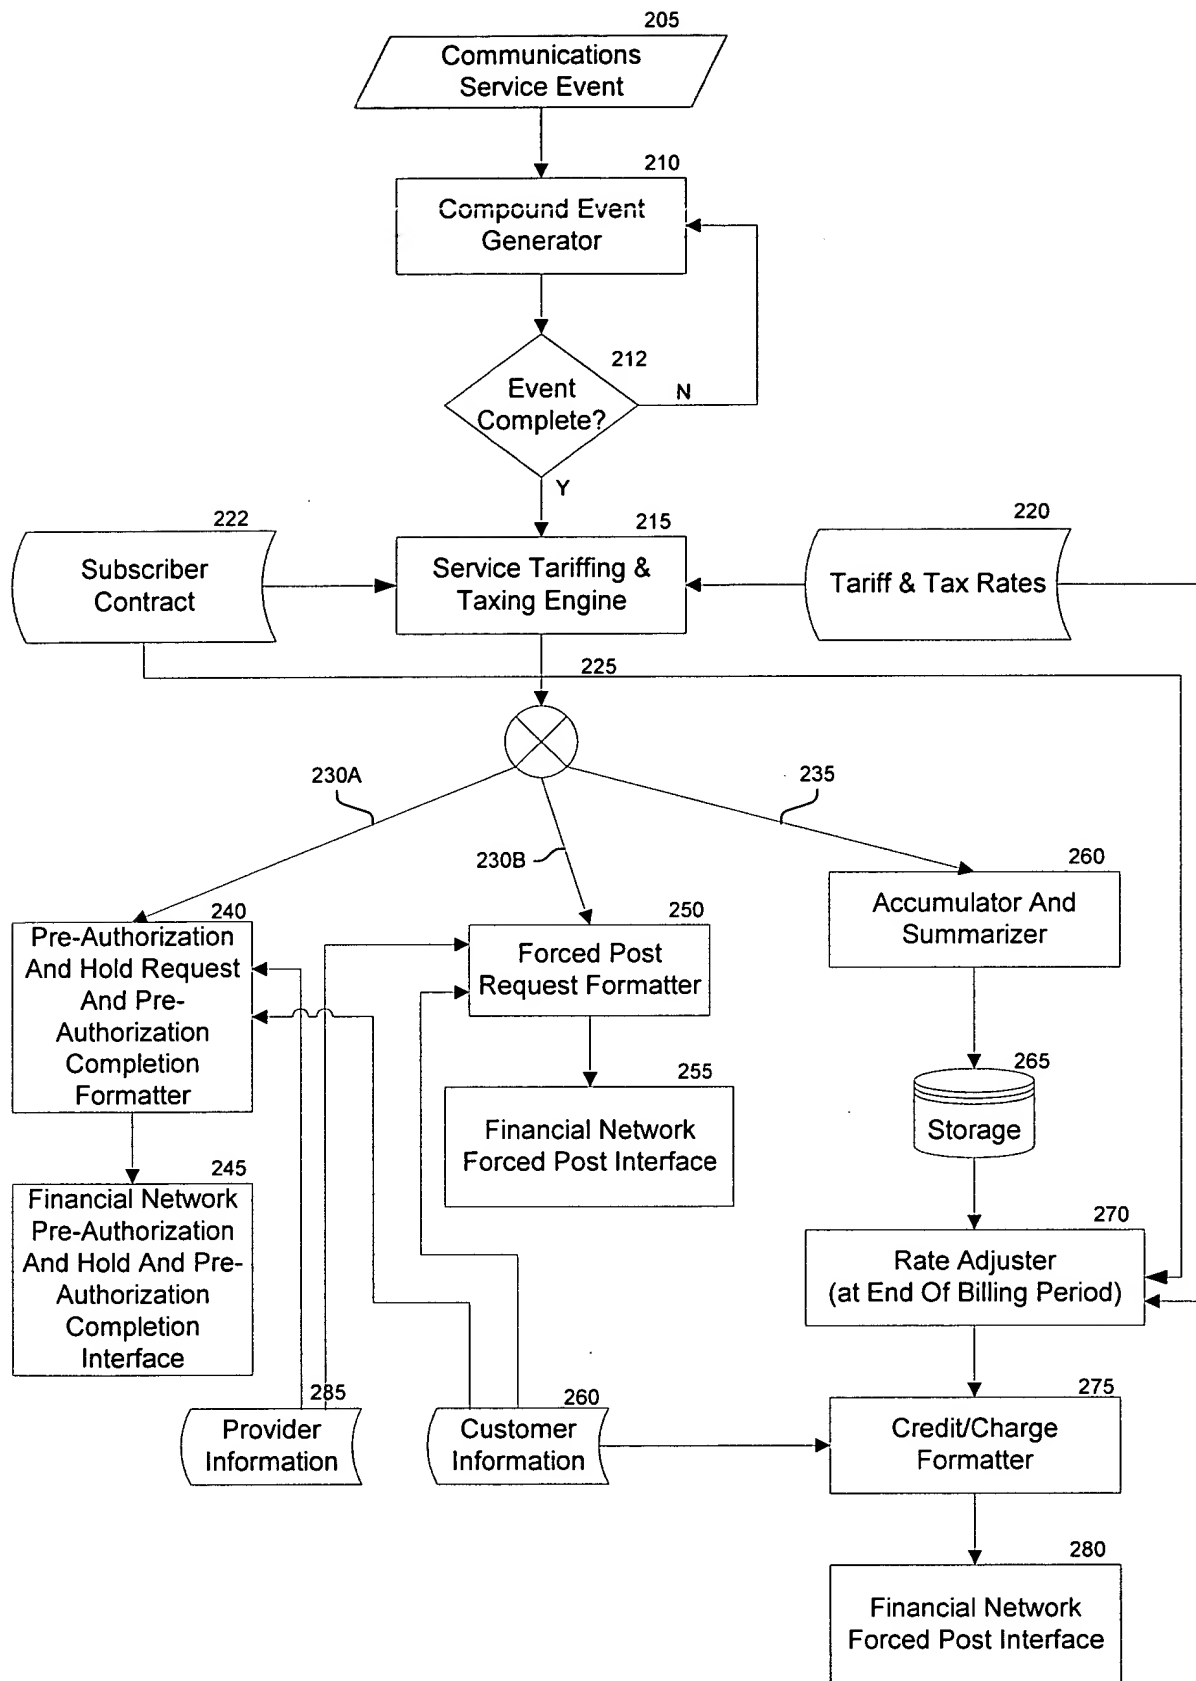 205
Communications
Service Event
210
Compound Event
Generator
212
Event
Complete?
N
Y
222
Subscriber
Contract
215
Service Tariffing &
Taxing Engine
220
Tariff & Tax Rates
225
230A
230B
235
240
Pre-Authorization
And Hold Request
And Pre-
Authorization
Completion
Formatter
250
Forced Post
Request Formatter
260
Accumulator And
Summarizer
255
Financial Network
Forced Post Interface
265
Storage
245
Financial Network
Pre-Authorization
And Hold And Pre-
Authorization
Completion
Interface
270
Rate Adjuster
(at End Of Billing Period)
285
Provider
Information
260
Customer
Information
275
Credit/Charge
Formatter
280
Financial Network
Forced Post Interface